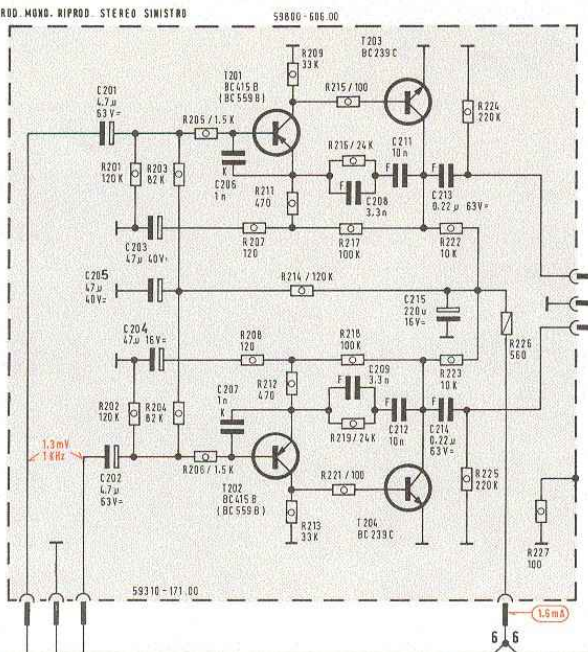 ROD. MONO. RIPROD. STEREO SINISTRO
59800-606.00
R209
33K
T203
BC239C
T201
BC415B
(BC559B)
C201
4.7µ
63V=
R215/100
R224
220K
R205/1.5K
R216/24K
C211
10n
R201
120K
R203
82K
K
C206
1n
R211
470
F
C208
3.3n
F
F
C213
0.22µ 63V=
C203
47µ 40V=
R207
120
R217
100K
R222
10K
C205
47µ
40V=
R214/120K
C215
220u
16V=
C204
47µ 16V=
R208
120
R218
100K
R226
560
C207
1n
K
R212
470
F
C209
3.3n
R223
10K
R202
120K
R204
82K
R219/24K
F
C212
10n
F
C214
0.22µ
63V=
1.3mV
1KHz
C202
4.7µ
63V=
R206/1.5K
T202
BC415B
(BC559B)
R221/100
R225
220K
R213
33K
T204
BC239C
R227
100
59310-171.00
1.6mA
6 6